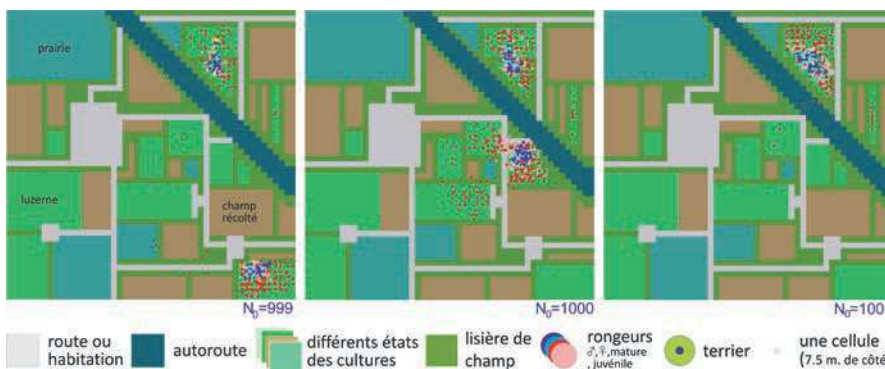 prairie
luzerne
champ
récolté
N₀=999
N₀=1000
N₀=100
route ou
habitation
autoroute
différents états
des cultures
lisière de
champ
rongeurs
♂,♀,mature
,juvénile
terrier
une cellule
(7.5 m. de côté